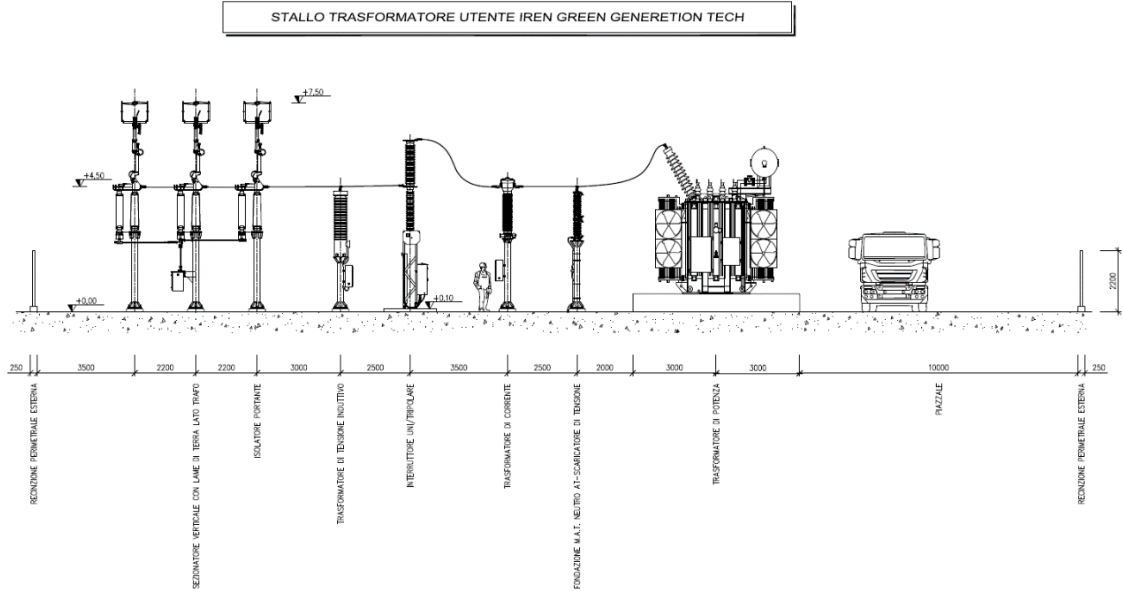 STALLO TRASFORMATORE UTENTE IREN GREEN GENERETION TECH
+7,50
+4,50
+0,00
+0,10
2200
250
3500
2200
2200
3000
2500
3500
2500
2000
3000
3000
10000
250
RECINZIONE PERIMETRALE ESTERNA
SEZIONATORE VERTICALE CON LAME DI TERRA LATO TRAFO
ISOLATORE PORTANTE
TRASFORMATORE DI TENSIONE INDUTTIVO
INTERRUTTORE UNI/TRIPOLARE
TRASFORMATORE DI CORRENTE
FONDAZIONE M.A.T. NEUTRO AT-SCARICATORE DI TENSIONE
TRASFORMATORE DI POTENZA
PIAZZALE
RECINZIONE PERIMETRALE ESTERNA